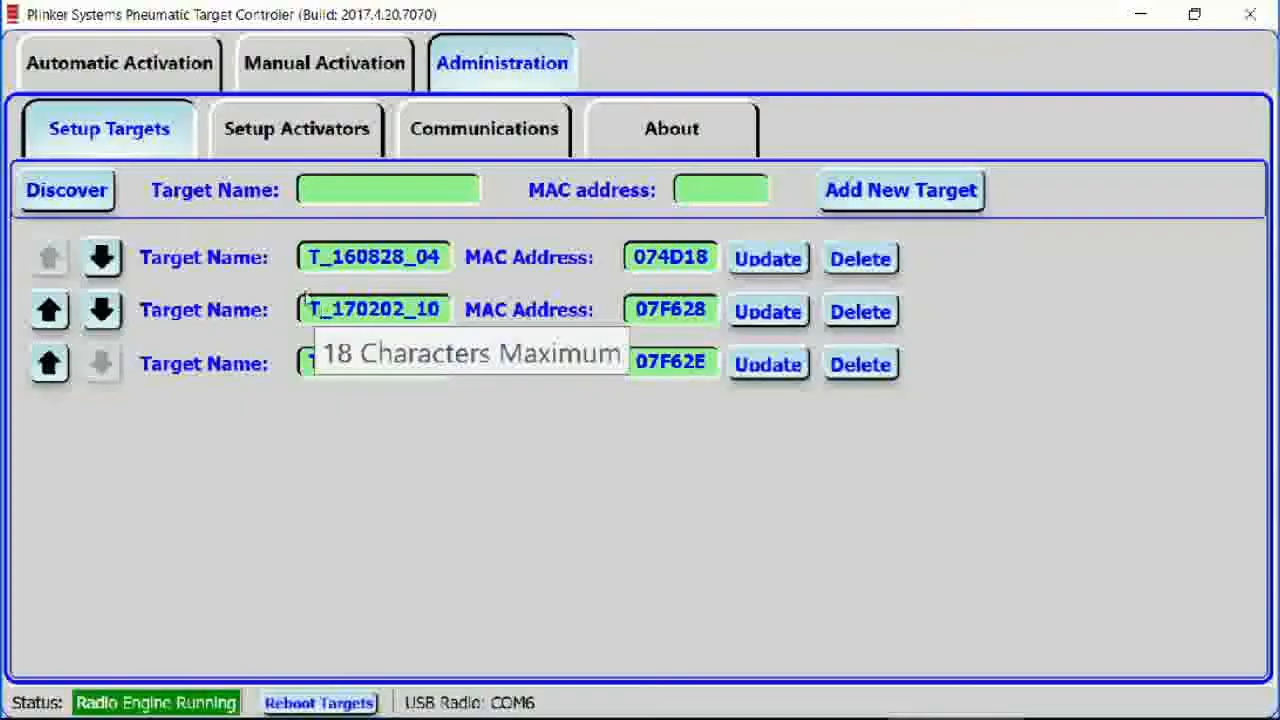 Plinker Systems Pneumatic Target Controler (Build: 2017.4.20.7070)
Automatic Activation Manual Activation Administration
Setup Targets Setup Activators Communications About
Discover Target Name: MAC address: Add New Target
Target Name: T_160828_04 MAC Address: 074D18 Update Delete
Target Name: T_170202_10 MAC Address: 07F628 Update Delete
18 Characters Maximum
Target Name: 07F62E Update Delete
Status: Radio Engine Running Reboot Targets USB Radio: COM6